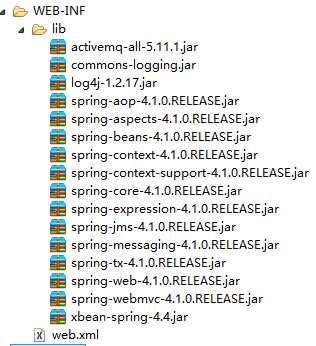 WEB-INF
lib
activemq-all-5.11.1.jar
commons-logging.jar
log4j-1.2.17.jar
spring-aop-4.1.0.RELEASE.jar
spring-aspects-4.1.0.RELEASE.jar
spring-beans-4.1.0.RELEASE.jar
spring-context-4.1.0.RELEASE.jar
spring-context-support-4.1.0.RELEASE.jar
spring-core-4.1.0.RELEASE.jar
spring-expression-4.1.0.RELEASE.jar
spring-jms-4.1.0.RELEASE.jar
spring-messaging-4.1.0.RELEASE.jar
spring-tx-4.1.0.RELEASE.jar
spring-web-4.1.0.RELEASE.jar
spring-webmvc-4.1.0.RELEASE.jar
xbean-spring-4.4.jar
web.xml